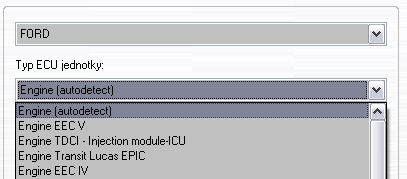 FORD
Typ ECU jednotky:
Engine (autodetect)
Engine (autodetect)
Engine EEC V
Engine TDCI - Injection module-ICU
Engine Transit Lucas EPIC
Engine EEC IV